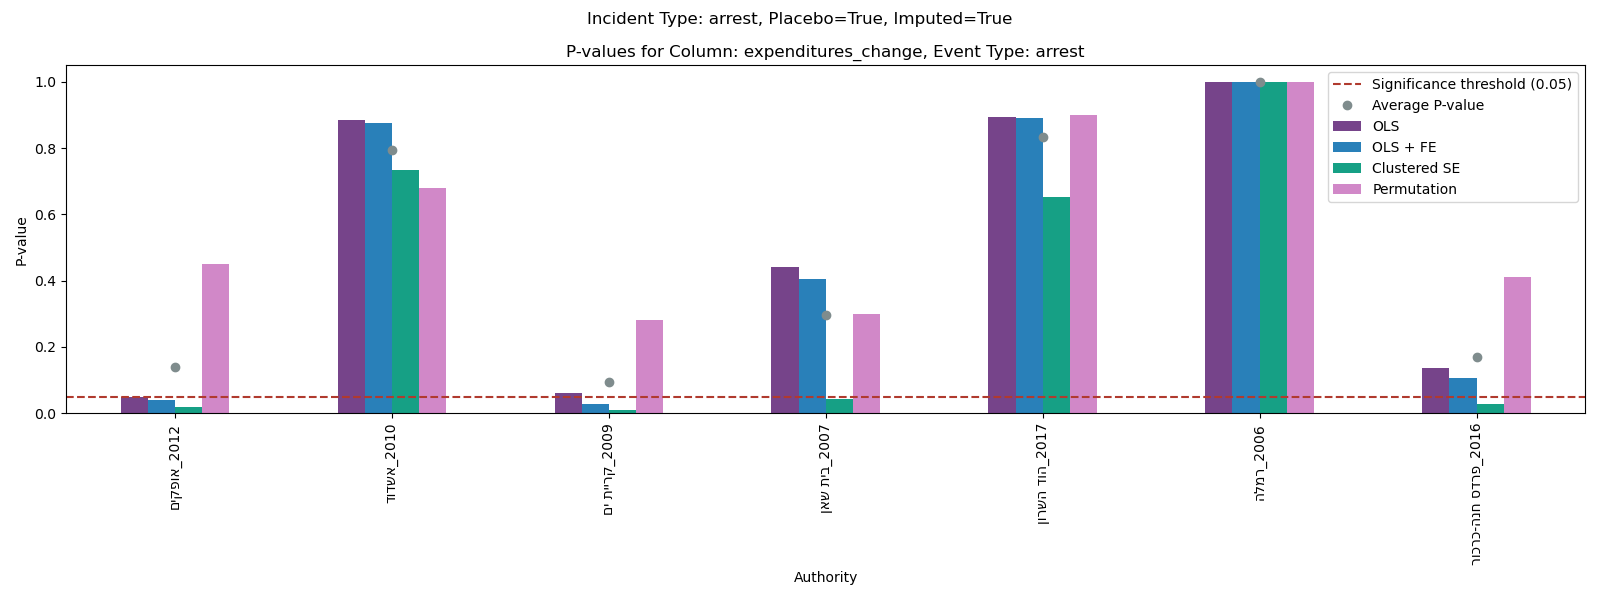 Incident Type: arrest, Placebo=True, Imputed=True
P-values for Column: expenditures_change, Event Type: arrest
P-value
1.0
0.8
0.6
0.4
0.2
0.0
Significance threshold (0.05)
Average P-value
OLS
OLS + FE
Clustered SE
Permutation
אופקים_2012
אשדוד_2010
קריית ים_2009
בית שאן_2007
הוד השרון_2017
רמלה_2006
פרדס חנה-כרכור_2016
Authority